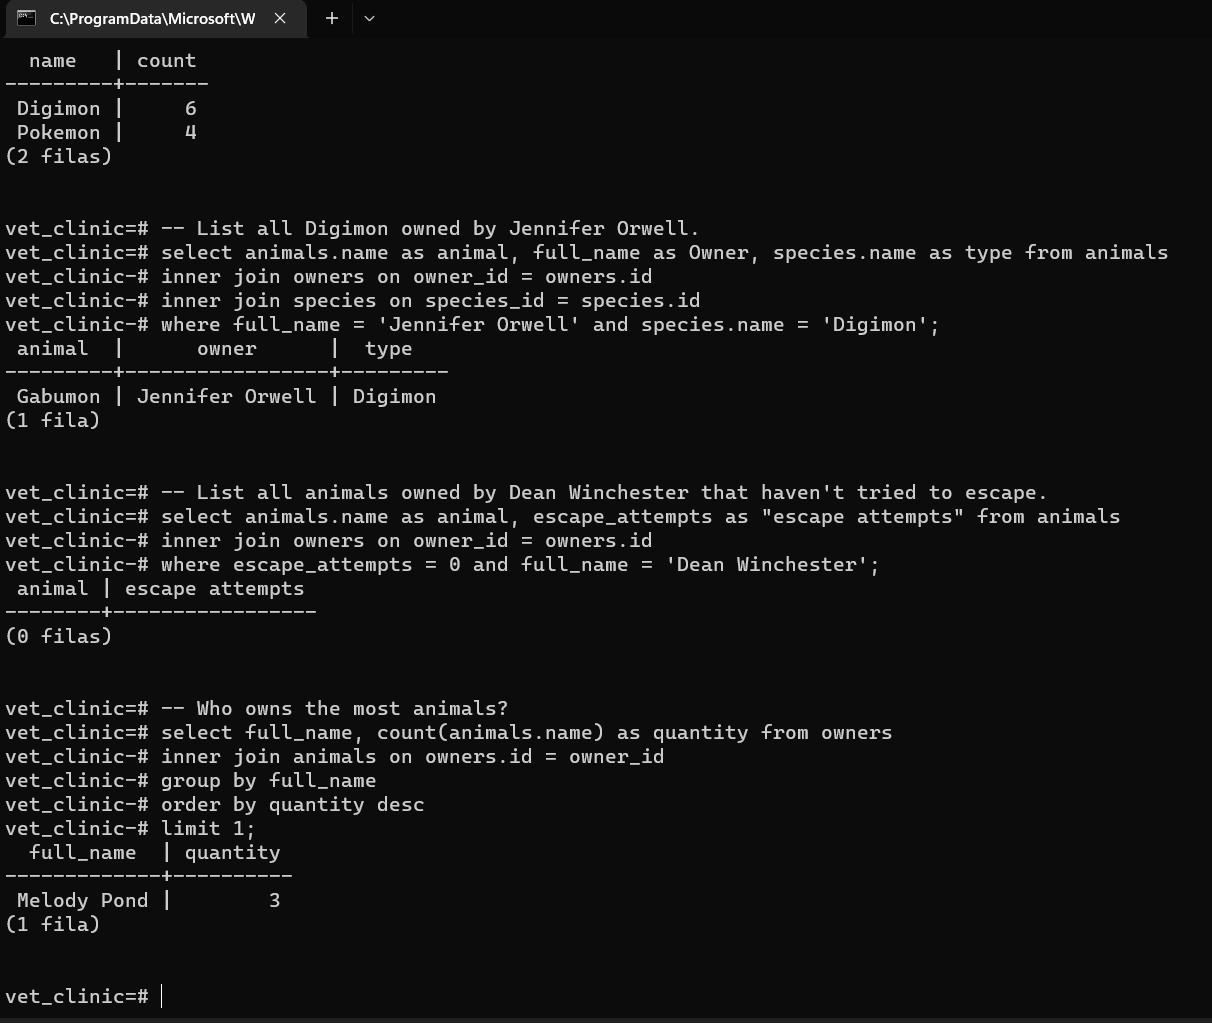 C:\ProgramData\Microsoft\W
  name   | count
---------+-------
 Digimon |     6
 Pokemon |     4
(2 filas)
vet_clinic=# -- List all Digimon owned by Jennifer Orwell.
vet_clinic=# select animals.name as animal, full_name as Owner, species.name as type from animals
vet_clinic-# inner join owners on owner_id = owners.id
vet_clinic-# inner join species on species_id = species.id
vet_clinic-# where full_name = 'Jennifer Orwell' and species.name = 'Digimon';
 animal  |      owner      |  type
---------+-----------------+---------
 Gabumon | Jennifer Orwell | Digimon
(1 fila)
vet_clinic=# -- List all animals owned by Dean Winchester that haven't tried to escape.
vet_clinic=# select animals.name as animal, escape_attempts as "escape attempts" from animals
vet_clinic-# inner join owners on owner_id = owners.id
vet_clinic-# where escape_attempts = 0 and full_name = 'Dean Winchester';
 animal | escape attempts
--------+-----------------
(0 filas)
vet_clinic=# -- Who owns the most animals?
vet_clinic=# select full_name, count(animals.name) as quantity from owners
vet_clinic-# inner join animals on owners.id = owner_id
vet_clinic-# group by full_name
vet_clinic-# order by quantity desc
vet_clinic-# limit 1;
  full_name  | quantity
-------------+----------
 Melody Pond |        3
(1 fila)
vet_clinic=#